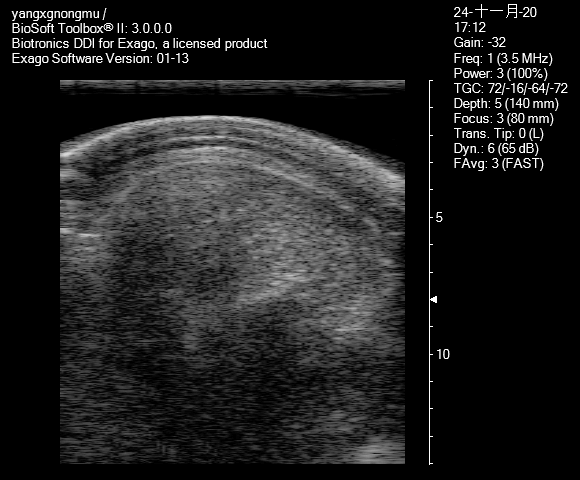 yangxgnongmu /
BioSoft Toolbox® II: 3.0.0.0
Biotronics DDI for Exago, a licensed product
Exago Software Version: 01-13
24-十一月-20
17:12
Gain: -32
Freq: 1 (3.5 MHz)
Power: 3 (100%)
TGC: 72/-16/-64/-72
Depth: 5 (140 mm)
Focus: 3 (80 mm)
Trans. Tip: 0 (L)
Dyn.: 6 (65 dB)
FAvg: 3 (FAST)
5
10